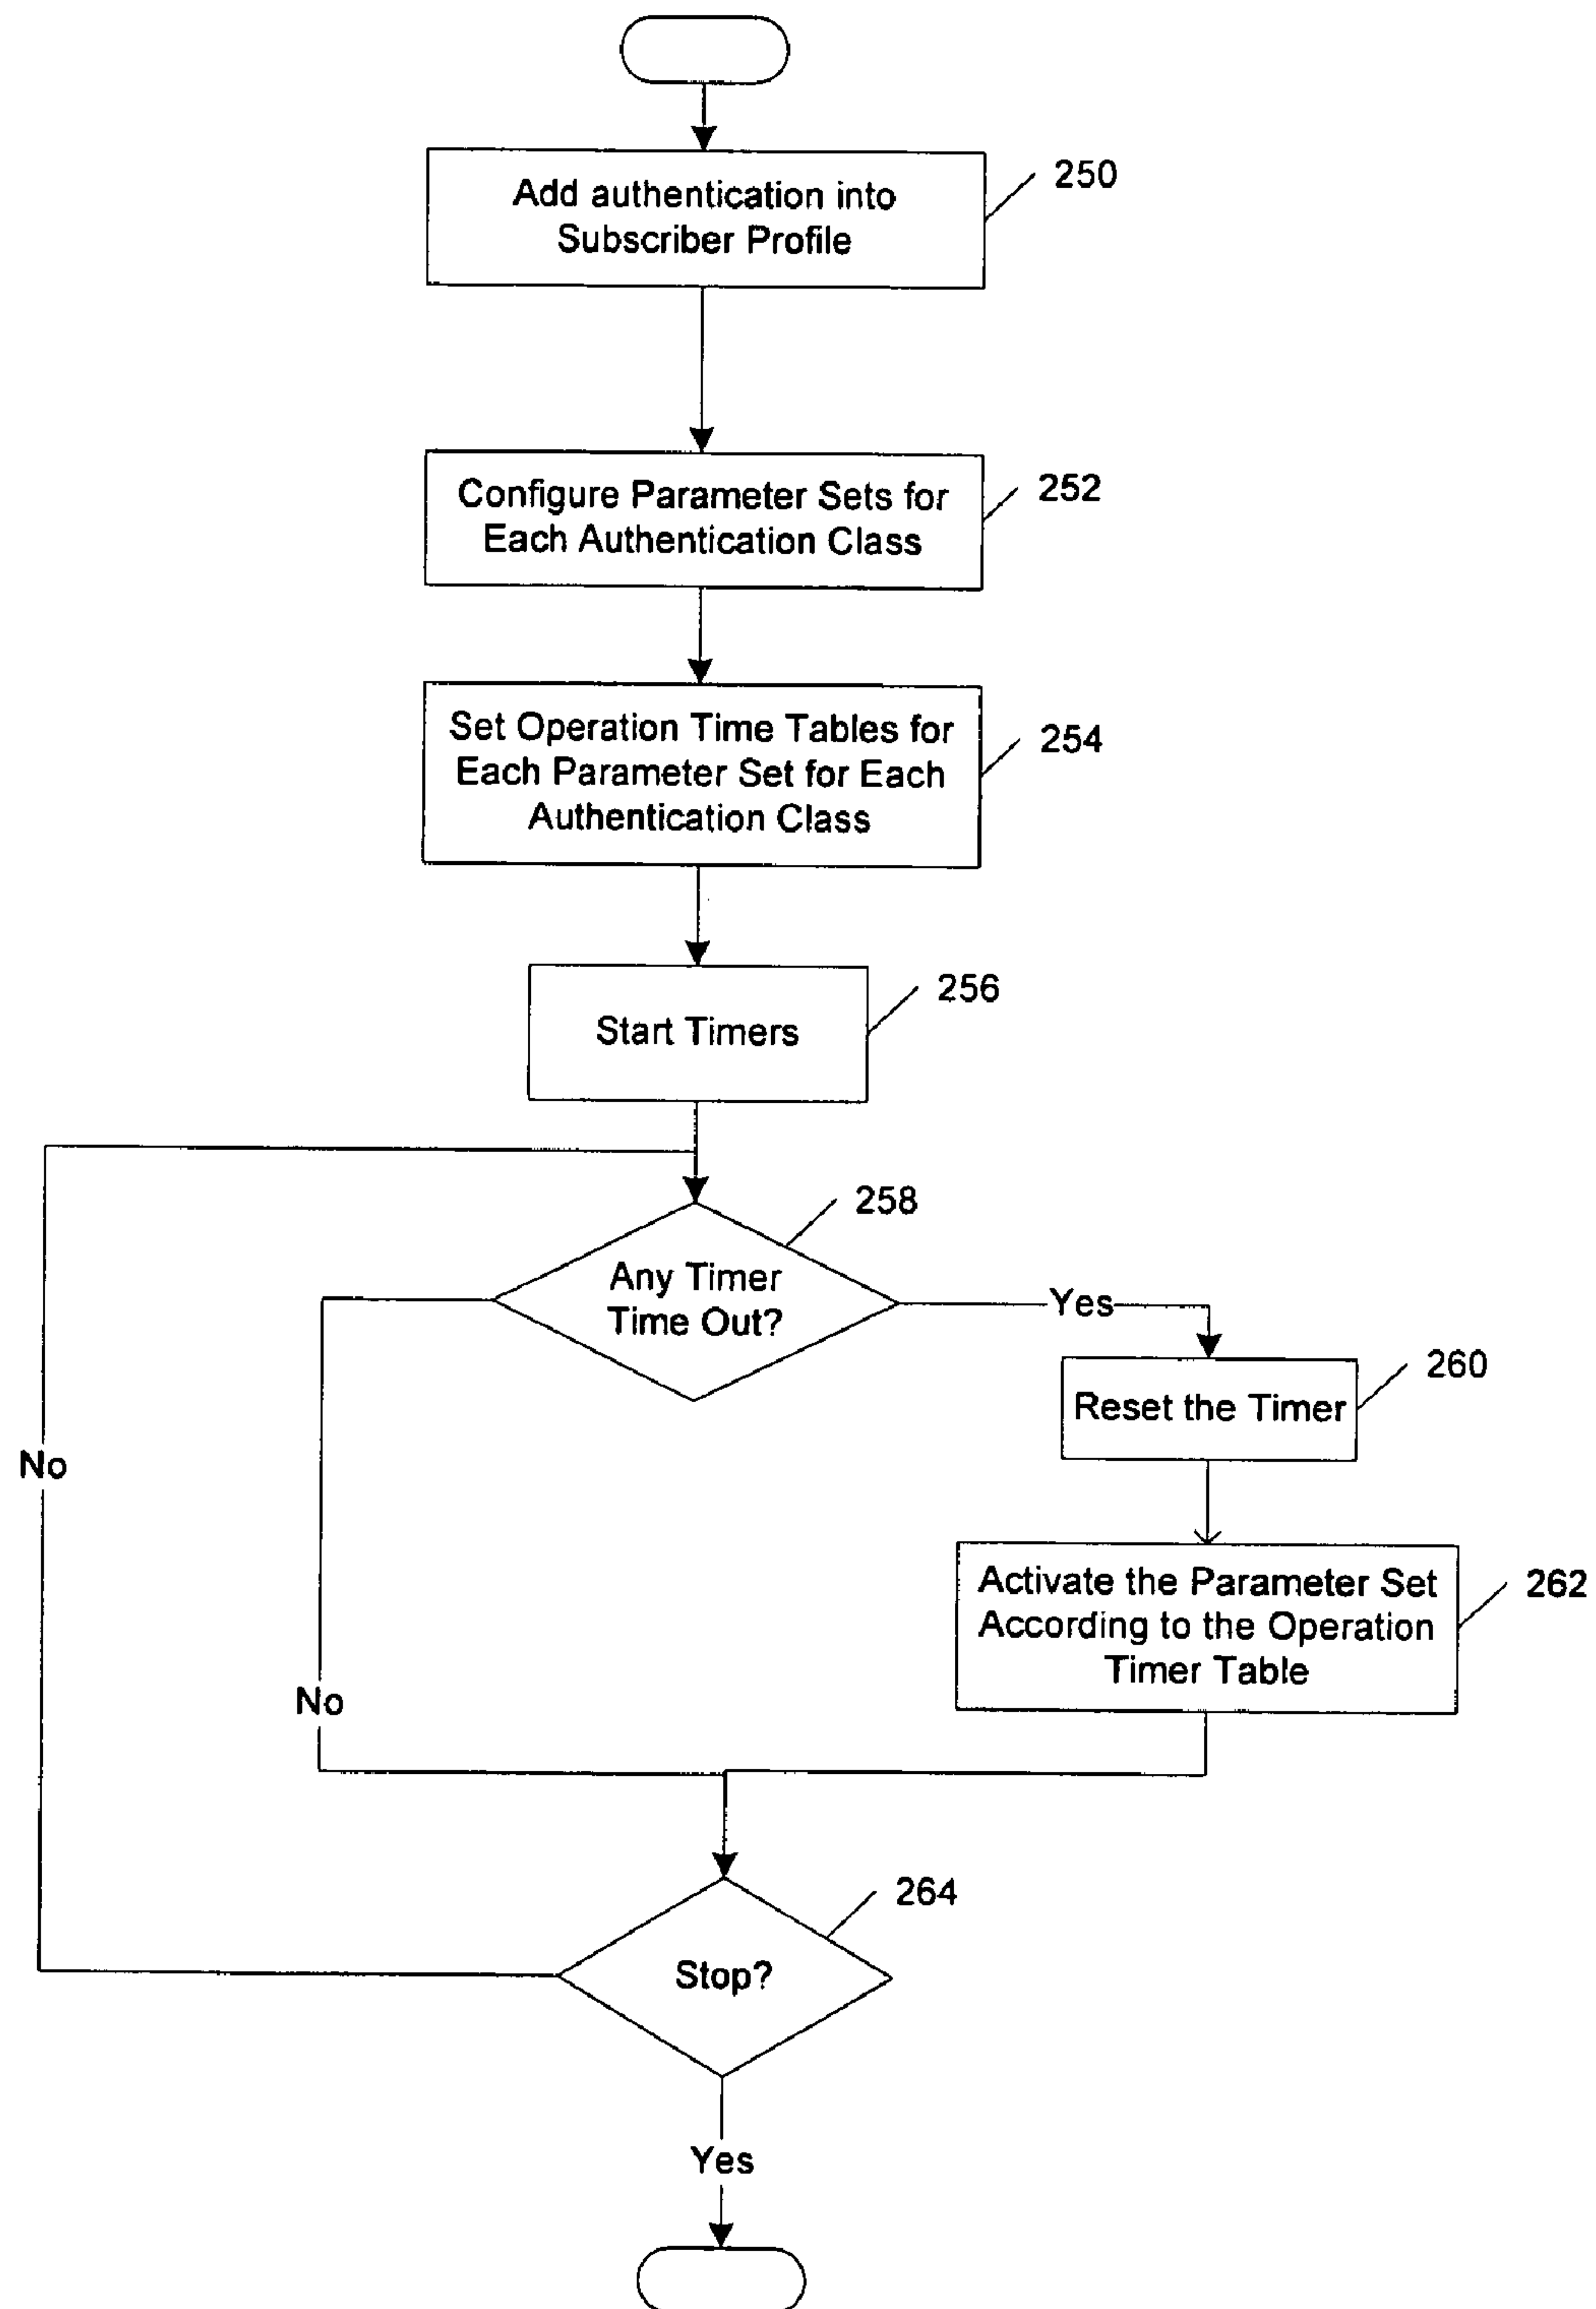 Add authentication into
Subscriber Profile
250
Configure Parameter Sets for
Each Authentication Class
252
Set Operation Time Tables for
Each Parameter Set for Each
Authentication Class
254
Start Timers
256
Any Timer
Time Out?
258
Yes
Reset the Timer
260
No
Activate the Parameter Set
According to the Operation
Timer Table
262
No
Stop?
264
Yes